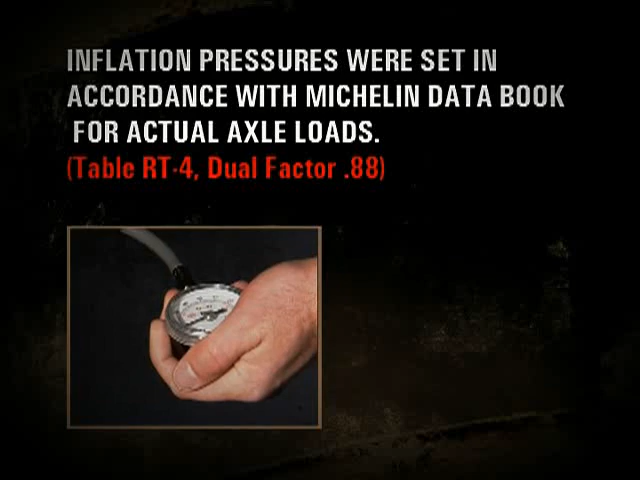 INFLATION PRESSURES WERE SET IN
ACCORDANCE WITH MICHELIN DATA BOOK
FOR ACTUAL AXLE LOADS.
(Table RT-4, Dual Factor .88)